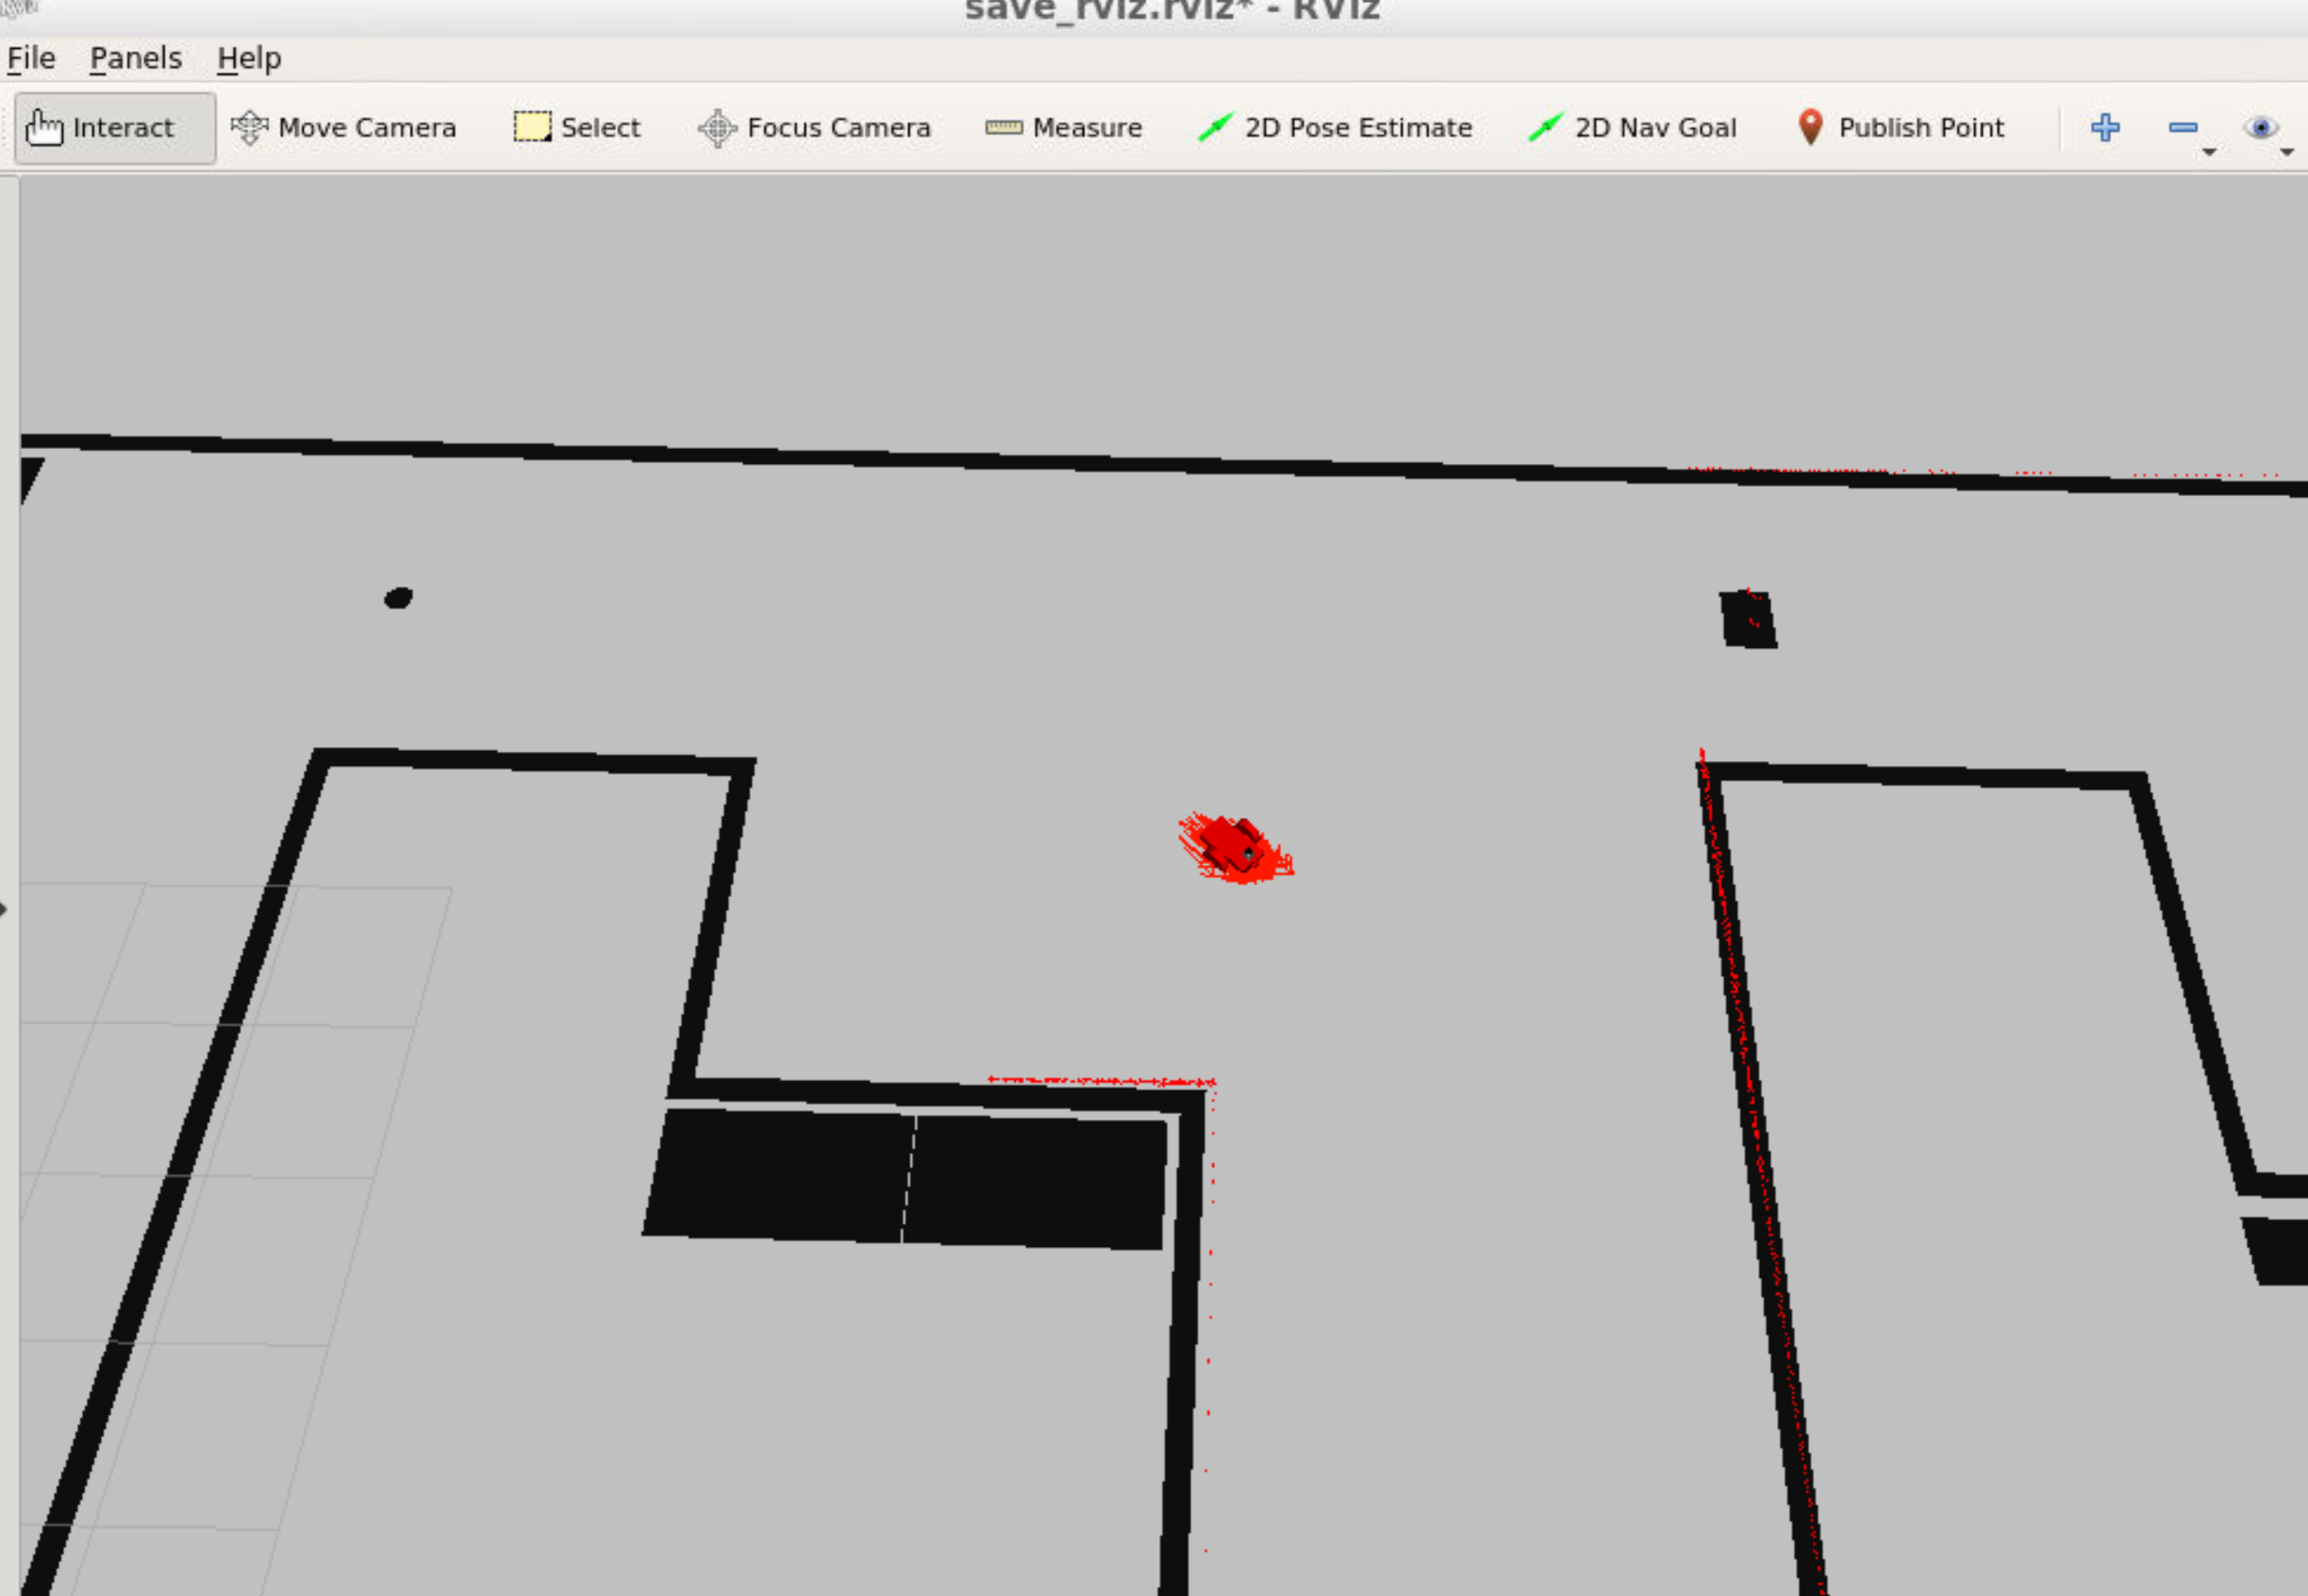 save_rviz.rviz* - RViz
File Panels Help
Interact Move Camera Select Focus Camera Measure 2D Pose Estimate 2D Nav Goal Publish Point